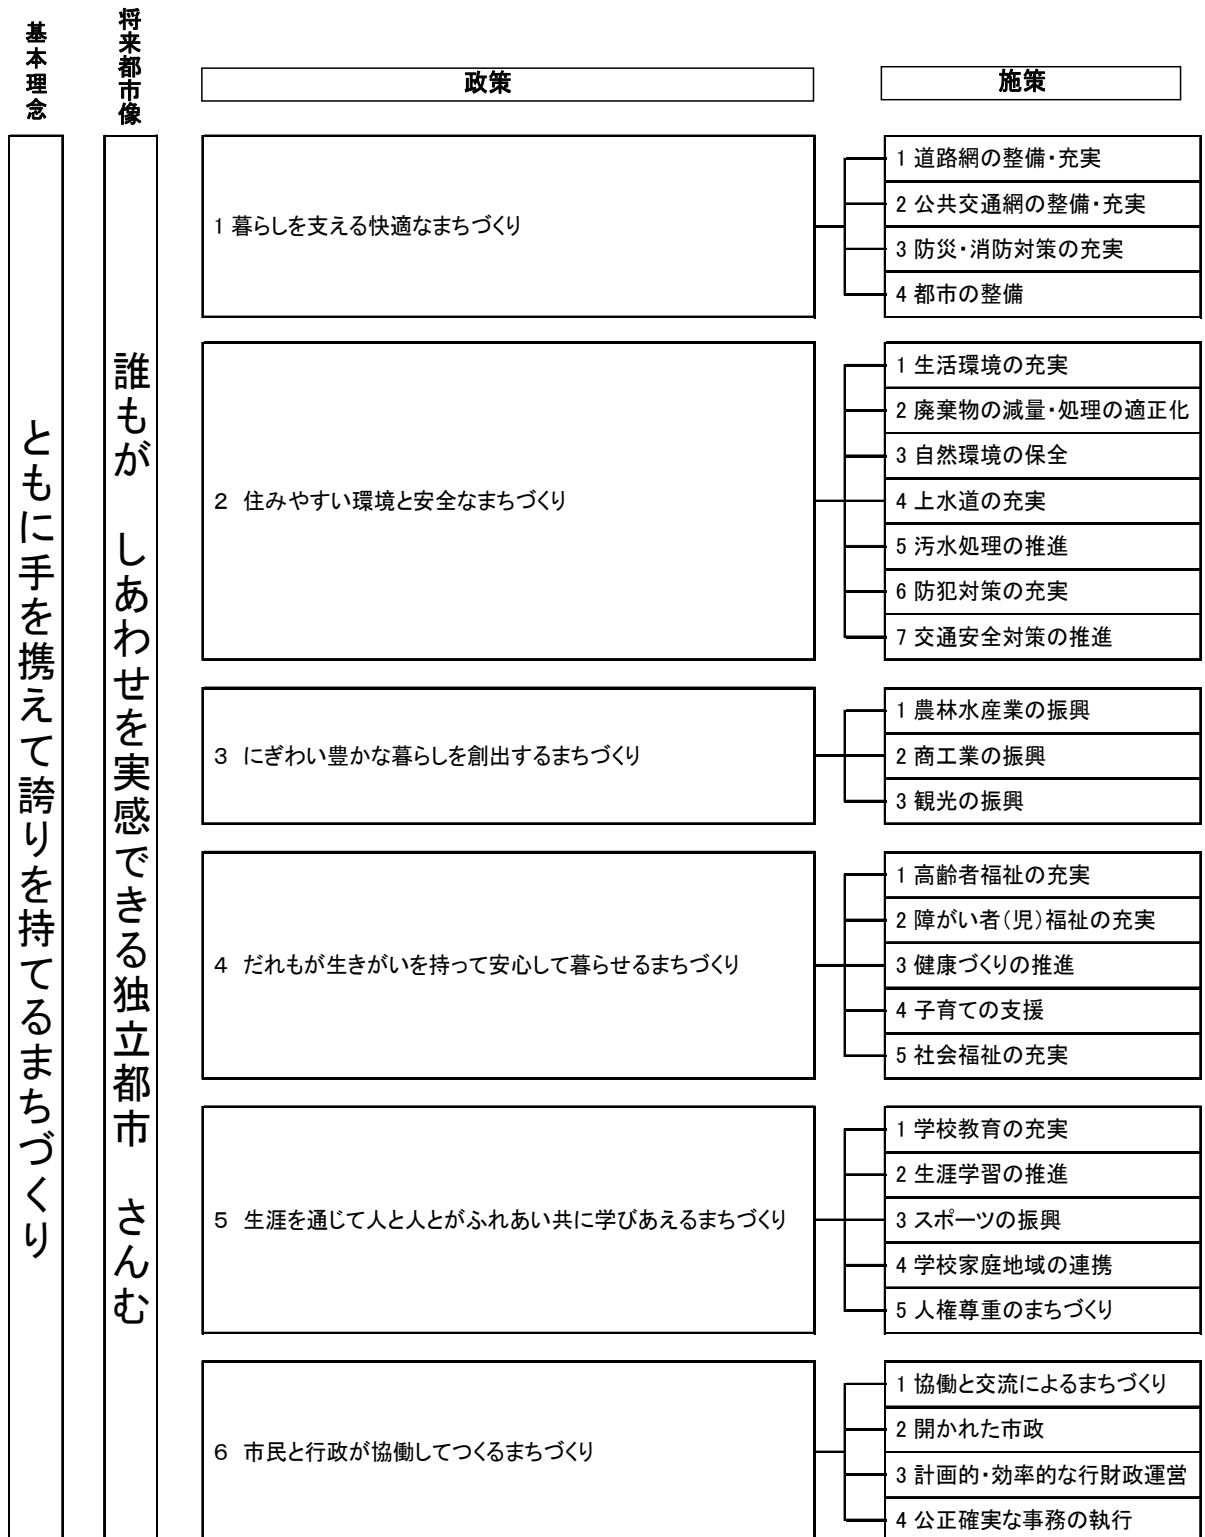 基本理念
将来都市像
政策
施策
ともに手を携えて誇りを持てるまちづくり
誰もが　しあわせを実感できる独立都市　さんむ
1 暮らしを支える快適なまちづくり
1 道路網の整備・充実
2 公共交通網の整備・充実
3 防災・消防対策の充実
4 都市の整備
2　住みやすい環境と安全なまちづくり
1 生活環境の充実
2 廃棄物の減量・処理の適正化
3 自然環境の保全
4 上水道の充実
5 汚水処理の推進
6 防犯対策の充実
7 交通安全対策の推進
3　にぎわい豊かな暮らしを創出するまちづくり
1 農林水産業の振興
2 商工業の振興
3 観光の振興
4　だれもが生きがいを持って安心して暮らせるまちづくり
1 高齢者福祉の充実
2 障がい者（児）福祉の充実
3 健康づくりの推進
4 子育ての支援
5 社会福祉の充実
5　生涯を通じて人と人とがふれあい共に学びあえるまちづくり
1 学校教育の充実
2 生涯学習の推進
3 スポーツの振興
4 学校家庭地域の連携
5 人権尊重のまちづくり
6　市民と行政が協働してつくるまちづくり
1 協働と交流によるまちづくり
2 開かれた市政
3 計画的・効率的な行財政運営
4 公正確実な事務の執行